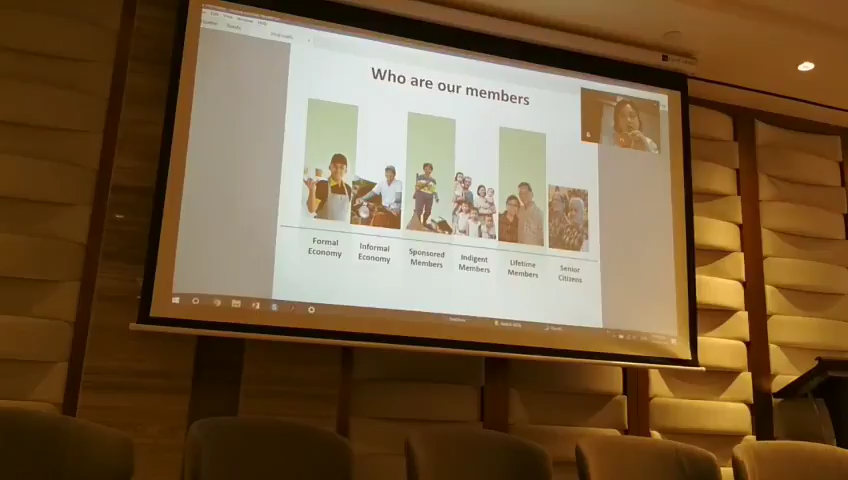 Who are our members
Formal
Economy
Informal
Economy
Sponsored
Members
Indigent
Members
Lifetime
Members
Senior
Citizens